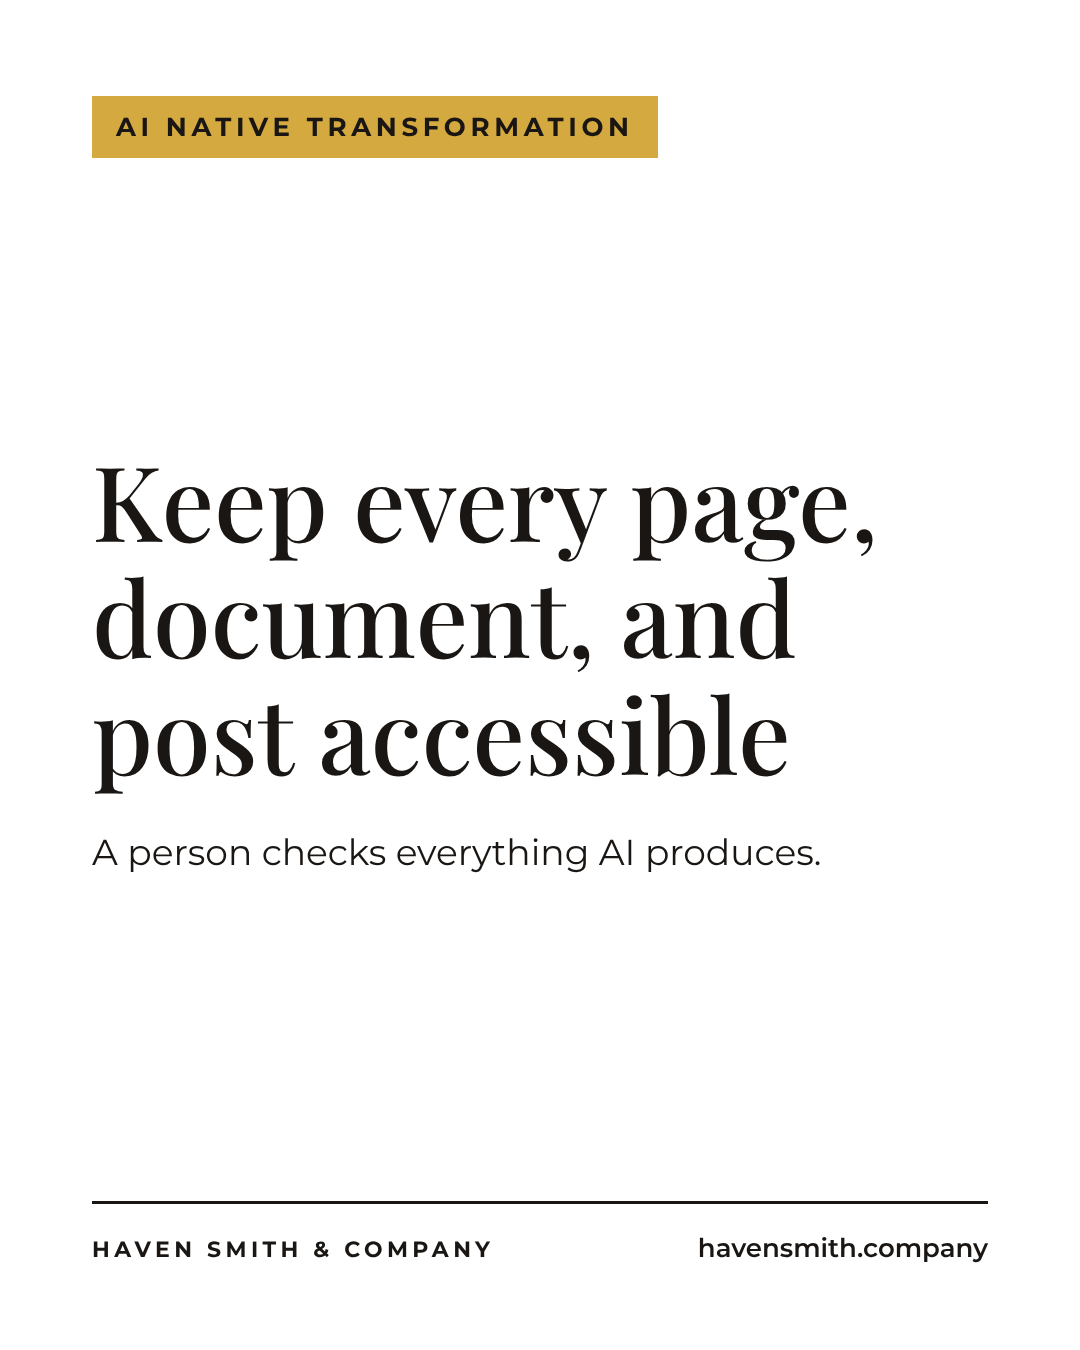 AI NATIVE TRANSFORMATION
Keep every page,
document, and
post accessible
A person checks everything AI produces.
HAVEN SMITH & COMPANY
havensmith.company